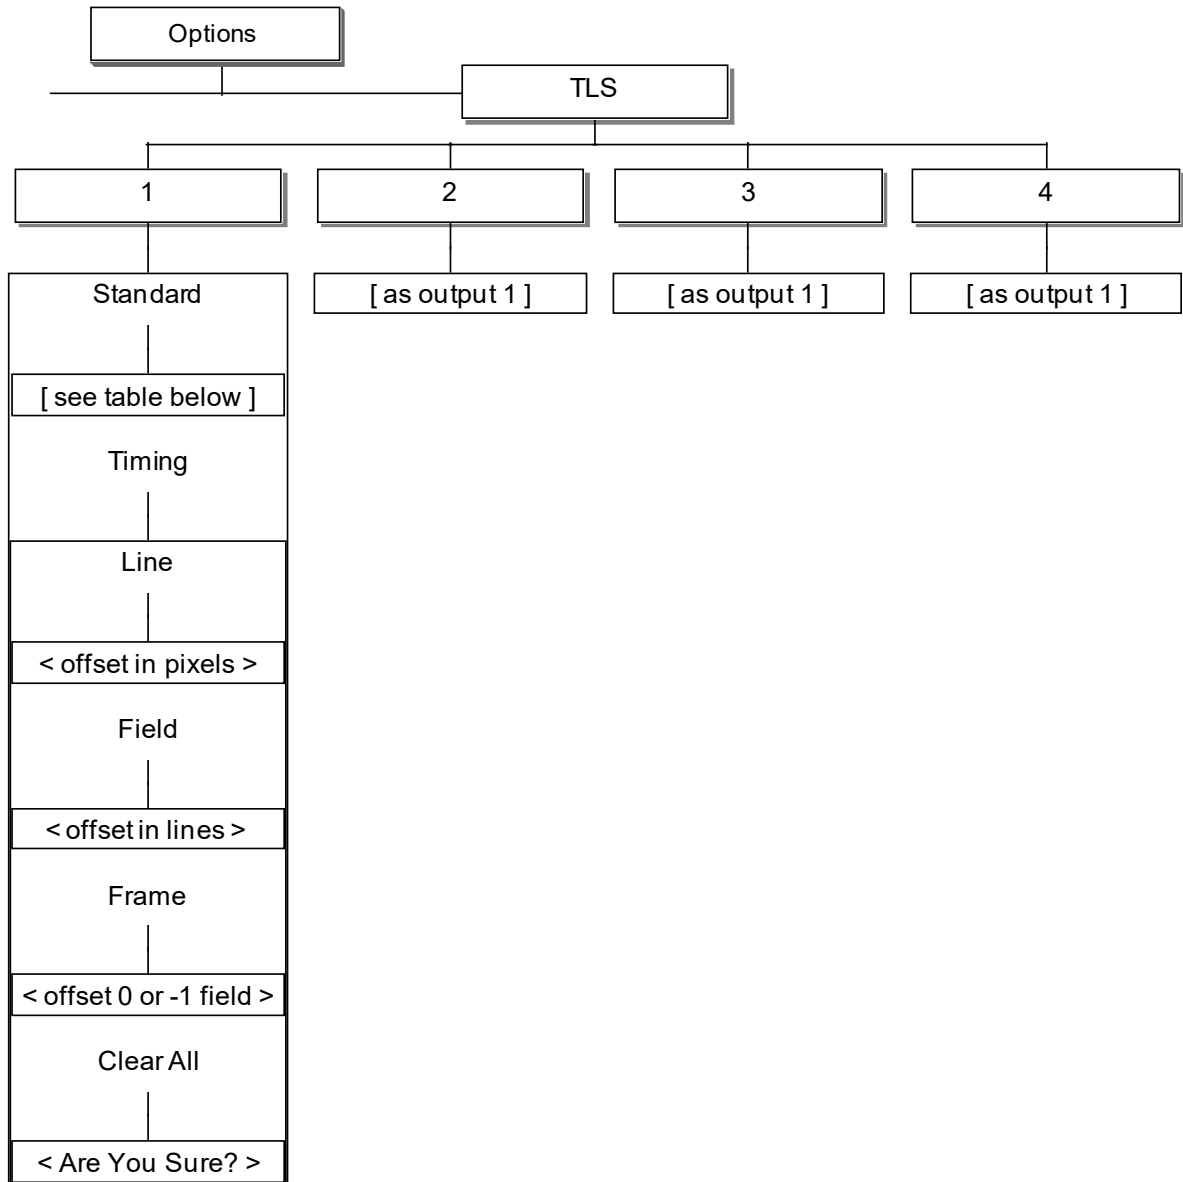 Options
TLS
1
2
3
4
Standard
[ as output 1 ]
[ as output 1 ]
[ as output 1 ]
[ see table below ]
Timing
Line
< offset in pixels >
Field
< offset in lines >
Frame
< offset 0 or -1 field >
Clear All
< Are You Sure? >